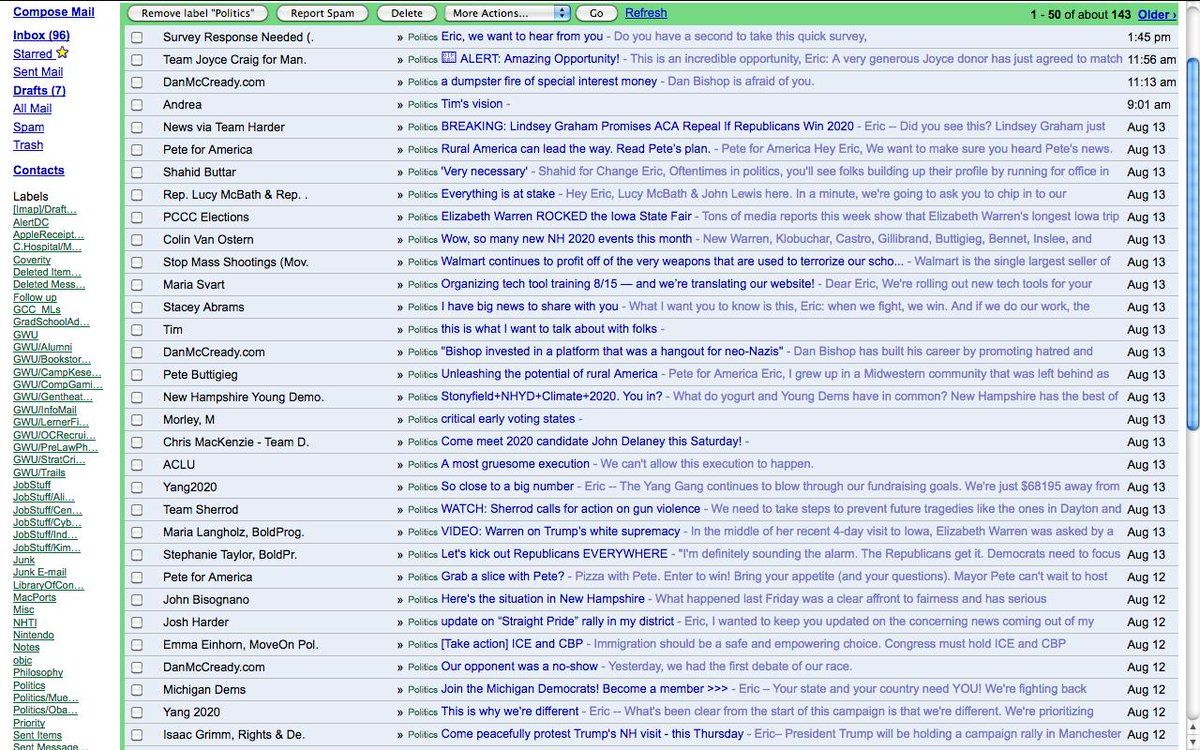 Compose Mail
Inbox (96)
Starred
Sent Mail
Drafts (7)
All Mail
Spam
Trash
Contacts
Labels
[Imap]/Draft...
AlertDC
AppleReceipt...
C.Hospital/M...
Coverity
Deleted Item...
Deleted Mess...
Follow up
GCC_MLs
GradSchoolAd...
GWU
GWU/Alumni
GWU/Bookstor...
GWU/CampKese...
GWU/CompGami...
GWU/Gentheat...
GWU/InfoMail
GWU/LernerFi...
GWU/OCRecrui...
GWU/PreLawPh...
GWU/StratCri...
GWU/Trails
JobStuff
JobStuff/Ali...
JobStuff/Cen...
JobStuff/Cyb...
JobStuff/Ind...
JobStuff/Kim...
Junk
Junk E-mail
LibraryOfCon...
MacPorts
Misc
NHTI
Nintendo
Notes
objc
Philosophy
Politics
Politics/Mue...
Politics/Oba...
Priority
Sent Items
Sent Message...
Remove label "Politics" Report Spam Delete More Actions... Go Refresh 1 - 50 of about 143 Older ›
Survey Response Needed (. » Politics Eric, we want to hear from you - Do you have a second to take this quick survey, 1:45 pm
Team Joyce Craig for Man. » Politics ALERT: Amazing Opportunity! - This is an incredible opportunity, Eric: A very generous Joyce donor has just agreed to match 11:56 am
DanMcCready.com » Politics a dumpster fire of special interest money - Dan Bishop is afraid of you. 11:13 am
Andrea » Politics Tim's vision - 9:01 am
News via Team Harder » Politics BREAKING: Lindsey Graham Promises ACA Repeal If Republicans Win 2020 - Eric -- Did you see this? Lindsey Graham just Aug 13
Pete for America » Politics Rural America can lead the way. Read Pete's plan. - Pete for America Hey Eric, We want to make sure you heard Pete's news. Aug 13
Shahid Buttar » Politics 'Very necessary' - Shahid for Change Eric, Oftentimes in politics, you'll see folks building up their profile by running for office in Aug 13
Rep. Lucy McBath & Rep. . » Politics Everything is at stake - Hey Eric, Lucy McBath & John Lewis here. In a minute, we're going to ask you to chip in to our Aug 13
PCCC Elections » Politics Elizabeth Warren ROCKED the Iowa State Fair - Tons of media reports this week show that Elizabeth Warren's longest Iowa trip Aug 13
Colin Van Ostern » Politics Wow, so many new NH 2020 events this month - New Warren, Klobuchar, Castro, Gillibrand, Buttigieg, Bennet, Inslee, and Aug 13
Stop Mass Shootings (Mov. » Politics Walmart continues to profit off of the very weapons that are used to terrorize our scho... - Walmart is the single largest seller of Aug 13
Maria Svart » Politics Organizing tech tool training 8/15 — and we're translating our website! - Dear Eric, We're rolling out new tech tools for your Aug 13
Stacey Abrams » Politics I have big news to share with you - What I want you to know is this, Eric: when we fight, we win. And if we do our work, the Aug 13
Tim » Politics this is what I want to talk about with folks - Aug 13
DanMcCready.com » Politics "Bishop invested in a platform that was a hangout for neo-Nazis" - Dan Bishop has built his career by promoting hatred and Aug 13
Pete Buttigieg » Politics Unleashing the potential of rural America - Pete for America Eric, I grew up in a Midwestern community that was left behind as Aug 13
New Hampshire Young Demo. » Politics Stonyfield+NHYD+Climate+2020. You in? - What do yogurt and Young Dems have in common? New Hampshire has the best of Aug 13
Morley, M » Politics critical early voting states - Aug 13
Chris MacKenzie - Team D. » Politics Come meet 2020 candidate John Delaney this Saturday! - Aug 13
ACLU » Politics A most gruesome execution - We can't allow this execution to happen. Aug 13
Yang2020 » Politics So close to a big number - Eric -- The Yang Gang continues to blow through our fundraising goals. We're just $68195 away from Aug 13
Team Sherrod » Politics WATCH: Sherrod calls for action on gun violence - We need to take steps to prevent future tragedies like the ones in Dayton and Aug 13
Maria Langholz, BoldProg. » Politics VIDEO: Warren on Trump's white supremacy - In the middle of her recent 4-day visit to Iowa, Elizabeth Warren was asked by a Aug 13
Stephanie Taylor, BoldPr. » Politics Let's kick out Republicans EVERYWHERE - "I'm definitely sounding the alarm. The Republicans get it. Democrats need to focus Aug 13
Pete for America » Politics Grab a slice with Pete? - Pizza with Pete. Enter to win! Bring your appetite (and your questions). Mayor Pete can't wait to host Aug 12
John Bisognano » Politics Here's the situation in New Hampshire - What happened last Friday was a clear affront to fairness and has serious Aug 12
Josh Harder » Politics update on “Straight Pride” rally in my district - Eric, I wanted to keep you updated on the concerning news coming out of my Aug 12
Emma Einhorn, MoveOn Pol. » Politics [Take action] ICE and CBP - Immigration should be a safe and empowering choice. Congress must hold ICE and CBP Aug 12
DanMcCready.com » Politics Our opponent was a no-show - Yesterday, we had the first debate of our race. Aug 12
Michigan Dems » Politics Join the Michigan Democrats! Become a member >>> - Eric – Your state and your country need YOU! We're fighting back Aug 12
Yang 2020 » Politics This is why we're different - Eric -- What's been clear from the start of this campaign is that we're different. We're prioritizing Aug 12
Isaac Grimm, Rights & De. » Politics Come peacefully protest Trump's NH visit - this Thursday - Eric– President Trump will be holding a campaign rally in Manchester Aug 12